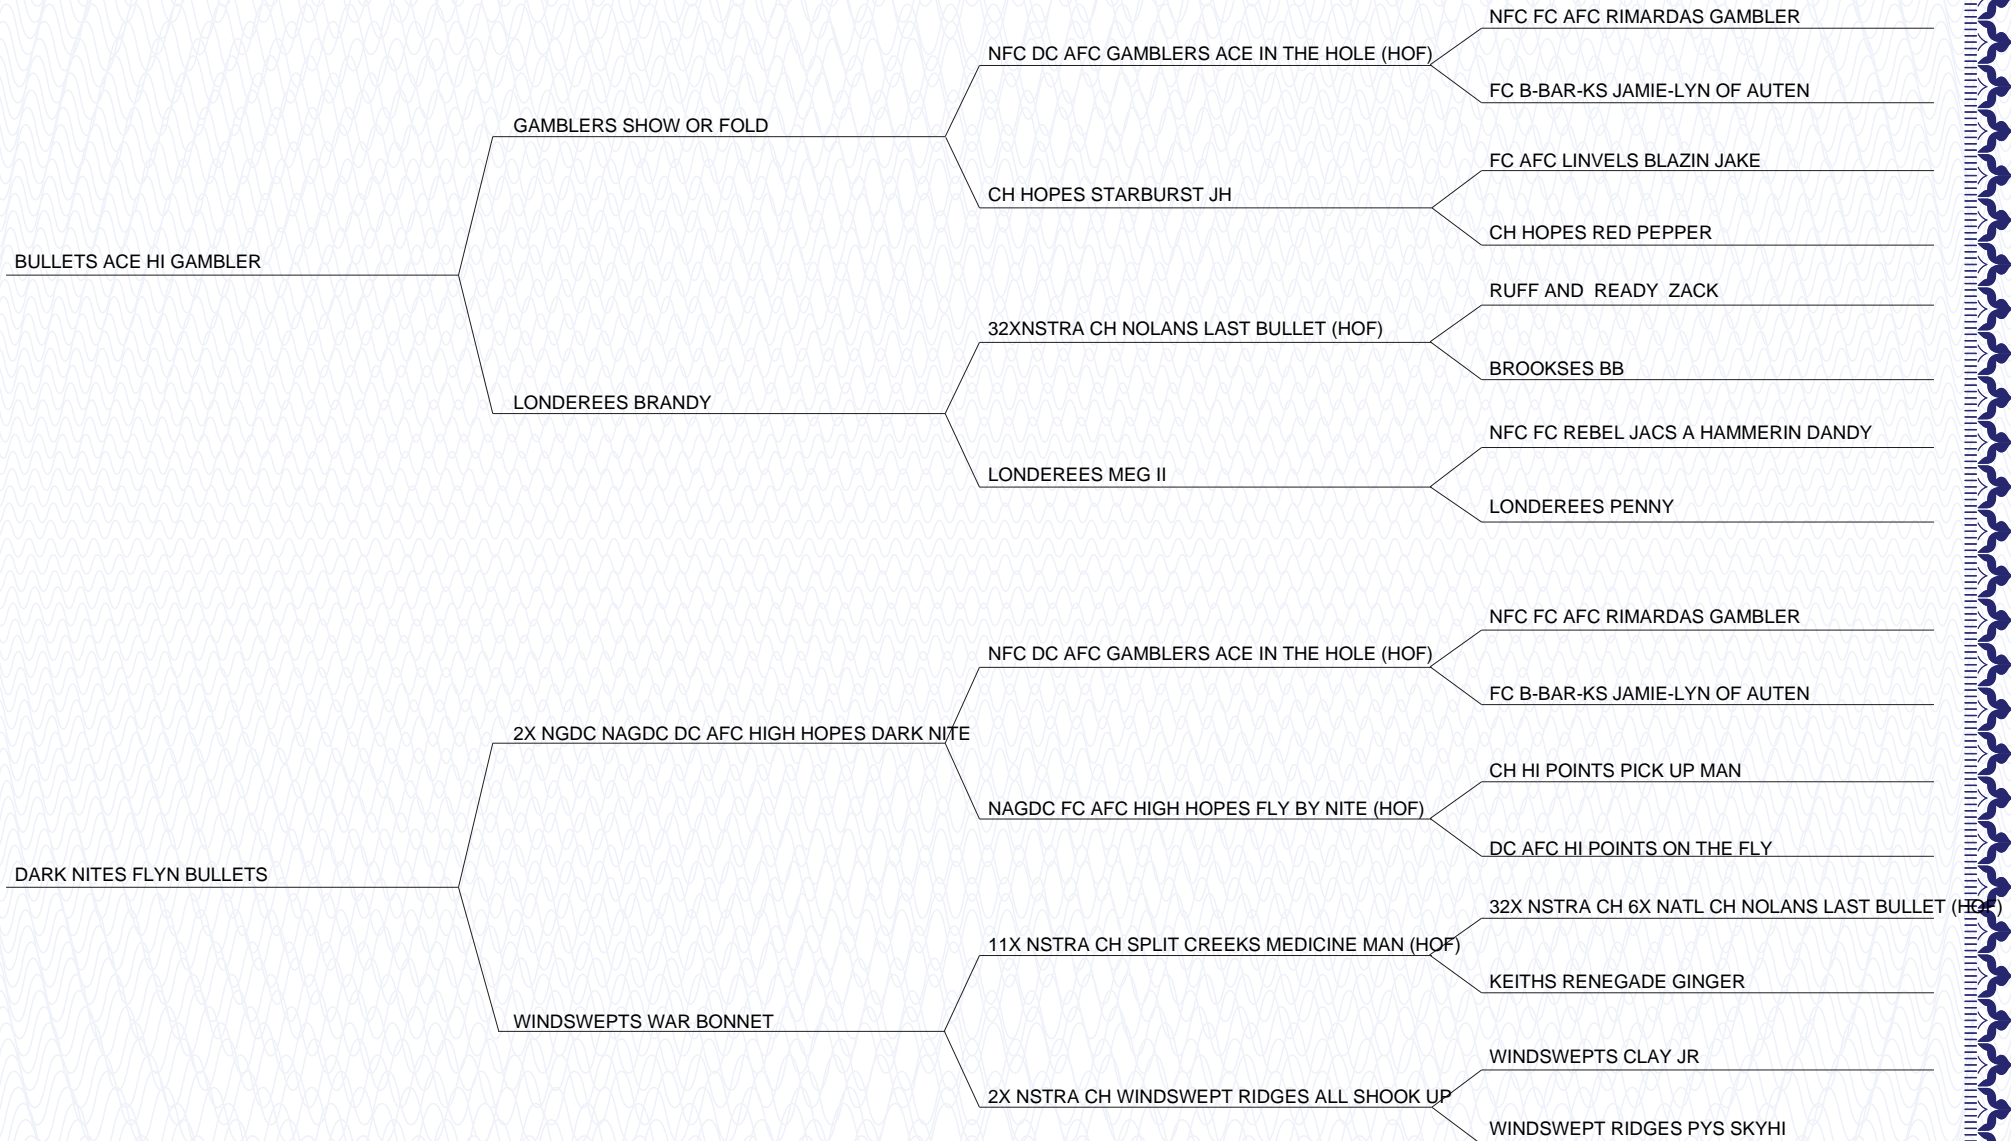 NFC FC AFC RIMARDAS GAMBLER
NFC DC AFC GAMBLERS ACE IN THE HOLE (HOF)
FC B-BAR-KS JAMIE-LYN OF AUTEN
GAMBLERS SHOW OR FOLD
FC AFC LINVELS BLAZIN JAKE
CH HOPES STARBURST JH
CH HOPES RED PEPPER
BULLETS ACE HI GAMBLER
RUFF AND  READY  ZACK
32XNSTRA CH NOLANS LAST BULLET (HOF)
BROOKSES BB
LONDEREES BRANDY
NFC FC REBEL JACS A HAMMERIN DANDY
LONDEREES MEG II
LONDEREES PENNY
NFC FC AFC RIMARDAS GAMBLER
NFC DC AFC GAMBLERS ACE IN THE HOLE (HOF)
FC B-BAR-KS JAMIE-LYN OF AUTEN
2X NGDC NAGDC DC AFC HIGH HOPES DARK NITE
CH HI POINTS PICK UP MAN
NAGDC FC AFC HIGH HOPES FLY BY NITE (HOF)
DC AFC HI POINTS ON THE FLY
DARK NITES FLYN BULLETS
32X NSTRA CH 6X NATL CH NOLANS LAST BULLET (HOF)
11X NSTRA CH SPLIT CREEKS MEDICINE MAN (HOF)
KEITHS RENEGADE GINGER
WINDSWEPTS WAR BONNET
WINDSWEPTS CLAY JR
2X NSTRA CH WINDSWEPT RIDGES ALL SHOOK UP
WINDSWEPT RIDGES PYS SKYHI